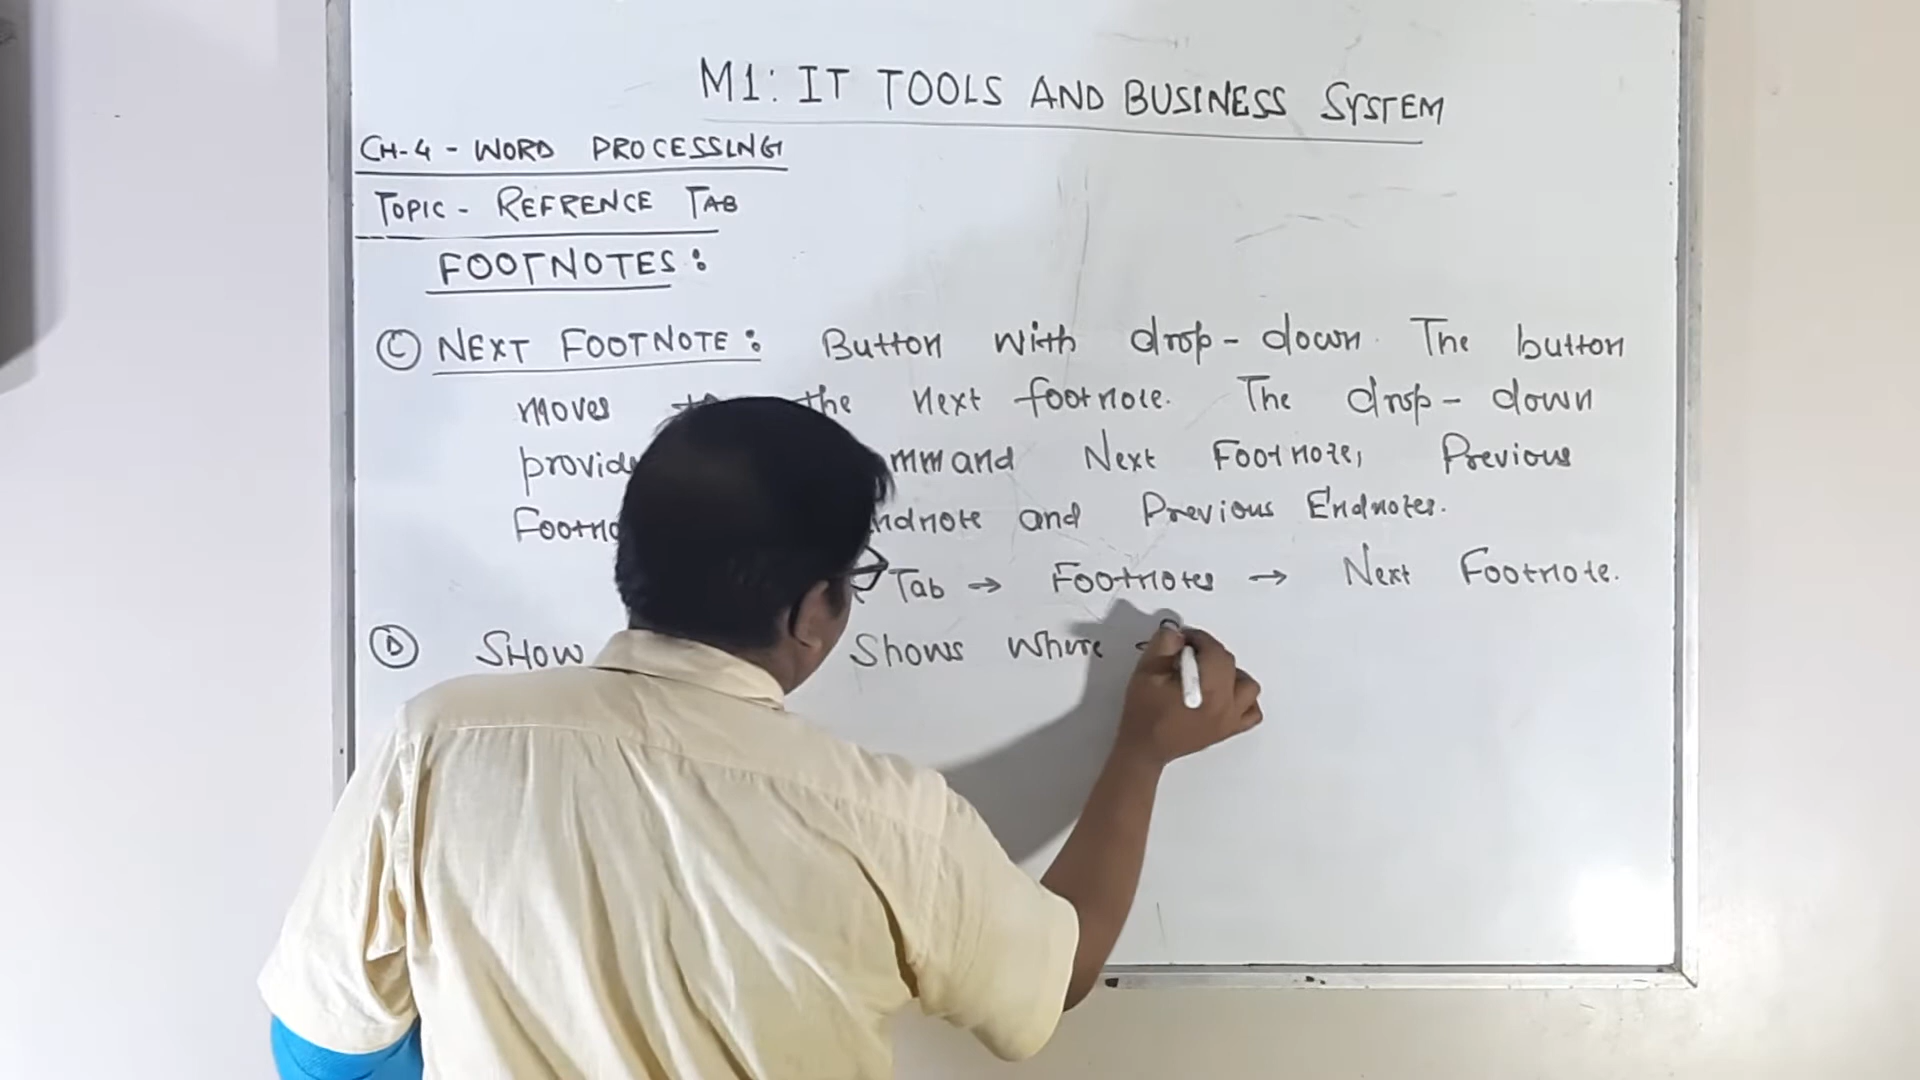 M1: IT TOOLS AND BUSINESS SYSTEM
CH-4 - WORD PROCESSING
TOPIC - REFRENCE TAB
FOOTNOTES:
(C) NEXT FOOTNOTE: Button with drop-down. The button
moves the next footnote. The drop-down
Next Footnote, Previous
and Previous Endnotes.
Tab → Footnotes → Next Footnote.
(D) SHOW Shows where